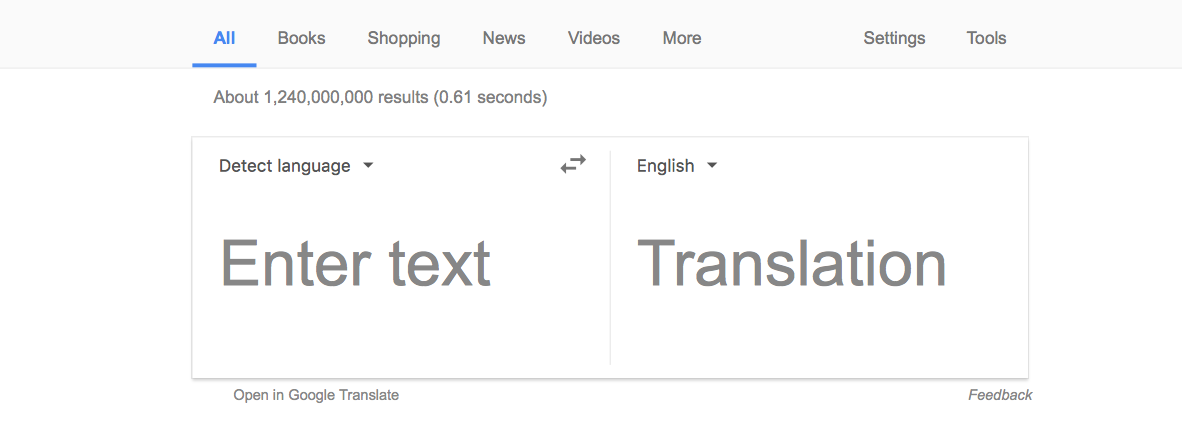 All Books Shopping News Videos More Settings Tools
About 1,240,000,000 results (0.61 seconds)
Detect language English
Enter text Translation
Open in Google Translate Feedback